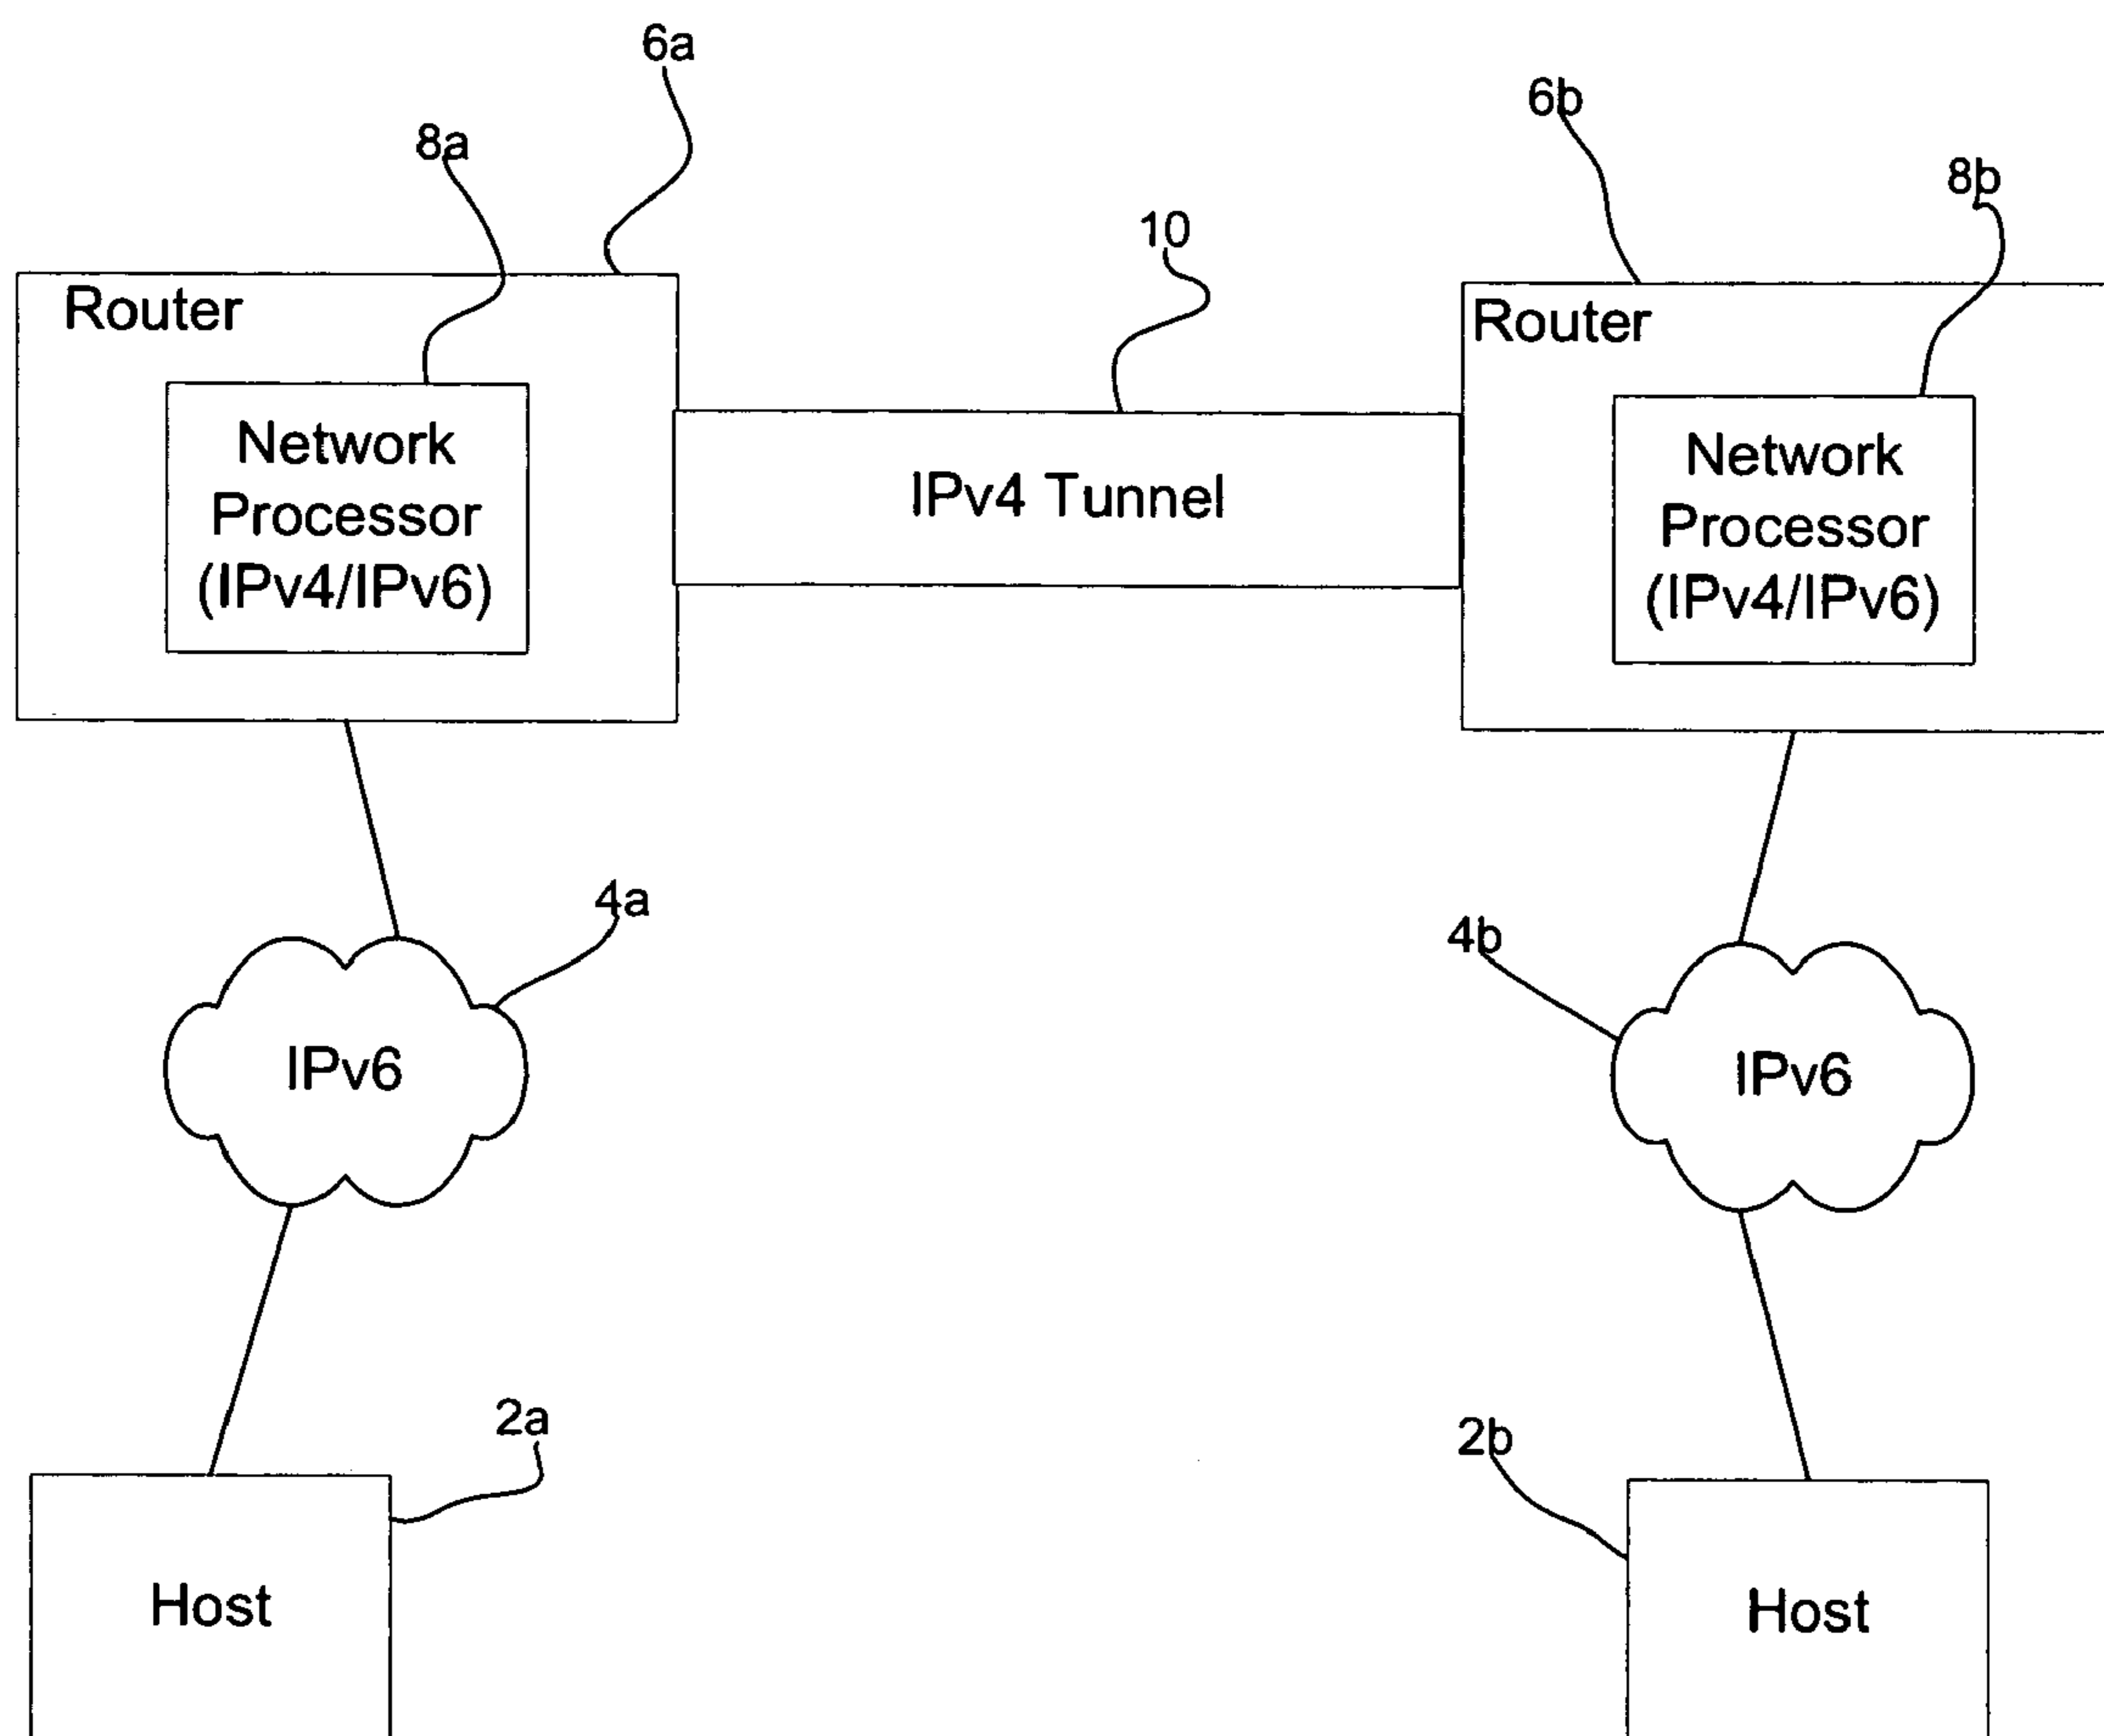 6a
6b
8a
8b
10
Router
Router
Network
Processor
(IPv4/IPv6)
IPv4 Tunnel
Network
Processor
(IPv4/IPv6)
4a
4b
IPv6
IPv6
2a
2b
Host
Host